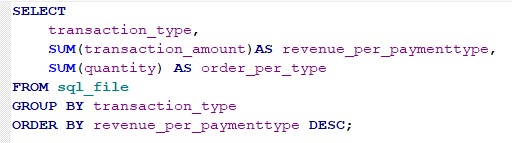 SELECT
transaction_type,
SUM(transaction_amount)AS revenue_per_paymenttype,
SUM(quantity) AS order_per_type
FROM sql_file
GROUP BY transaction_type
ORDER BY revenue_per_paymenttype DESC;